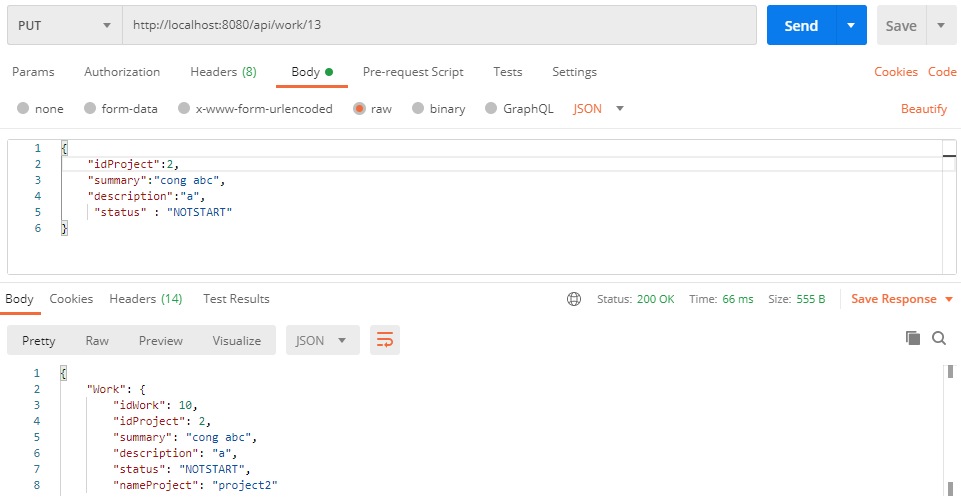 PUT http://localhost:8080/api/work/13 Send Save
Params Authorization Headers (8) Body Pre-request Script Tests Settings Cookies Code
none form-data x-www-form-urlencoded raw binary GraphQL JSON Beautify
1 {
2 "idProject":2,
3 "summary":"cong abc",
4 "description":"a",
5 "status" : "NOTSTART"
6 }
Body Cookies Headers (14) Test Results Status: 200 OK Time: 66 ms Size: 555 B Save Response
Pretty Raw Preview Visualize JSON
1 {
2 "Work": {
3 "idWork": 10,
4 "idProject": 2,
5 "summary": "cong abc",
6 "description": "a",
7 "status": "NOTSTART",
8 "nameProject": "project2"